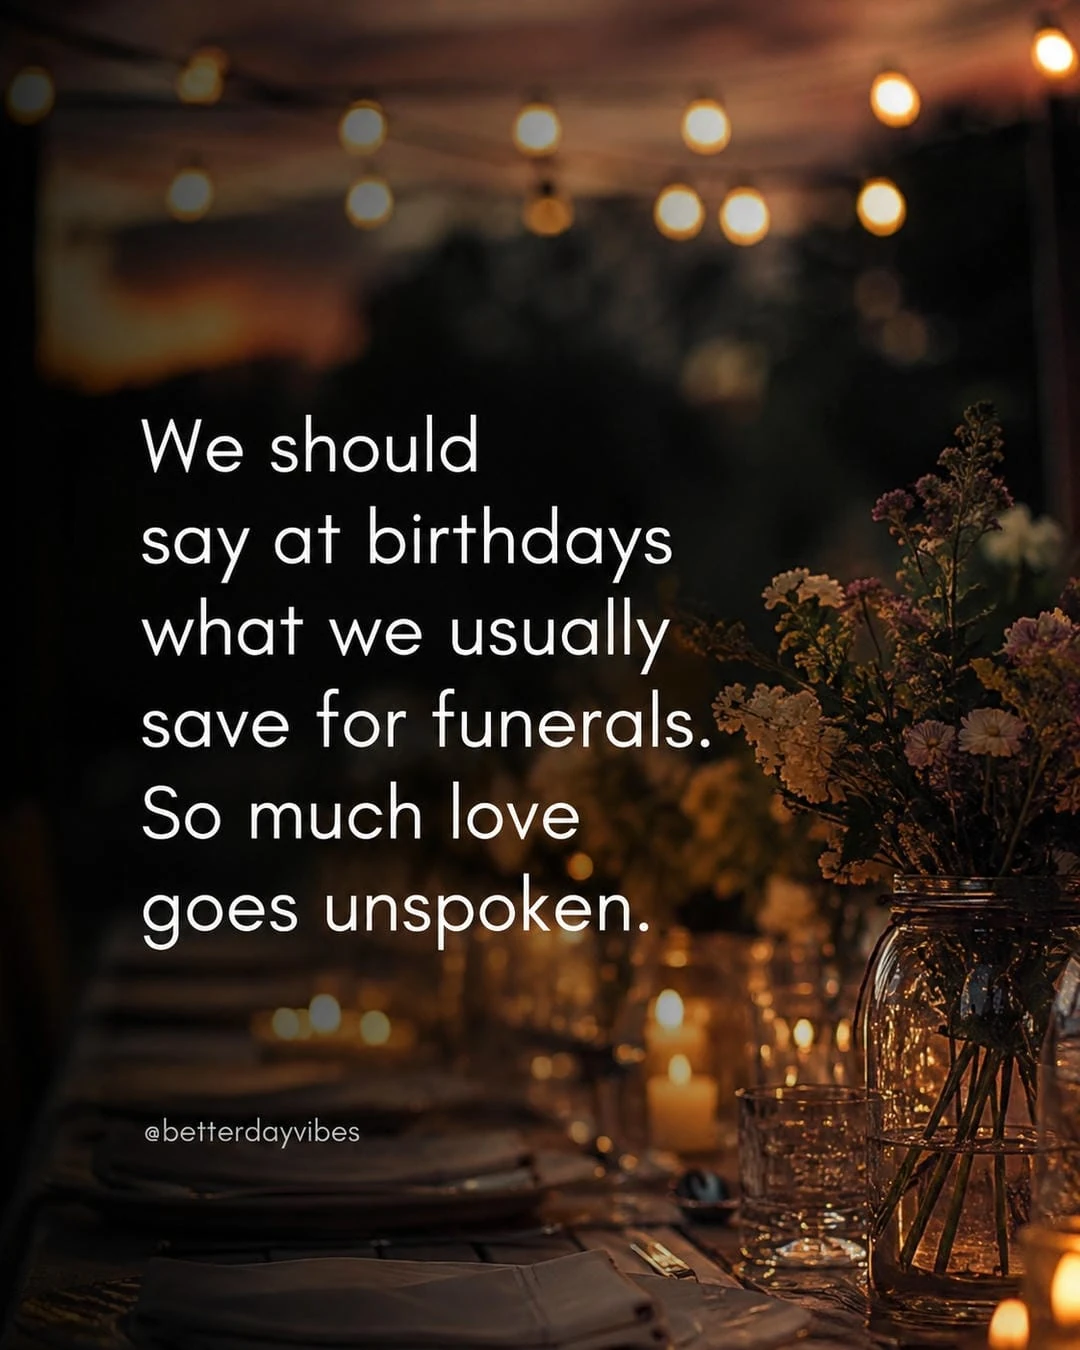 We should
say at birthdays
what we usually
save for funerals.
So much love
goes unspoken.
@betterdayvibes